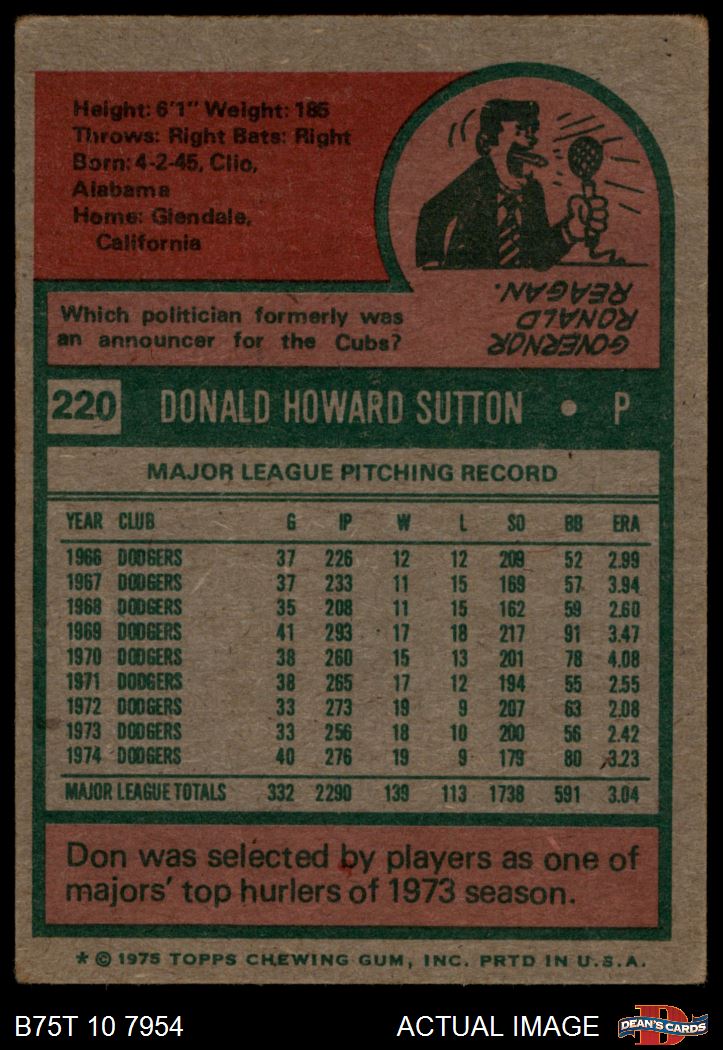 Height: 6'1" Weight: 185
Throws: Right Bats: Right
Born: 4-2-45, Clio,
Alabama
Home: Glendale,
California
Which politician formerly was
an announcer for the Cubs?
GOVERNOR
RONALD
REAGAN.
220 DONALD HOWARD SUTTON • P
MAJOR LEAGUE PITCHING RECORD
YEAR CLUB G IP W L SO BB ERA
1966 DODGERS 37 226 12 12 209 52 2.99
1967 DODGERS 37 233 11 15 169 57 3.94
1968 DODGERS 35 208 11 15 162 59 2.60
1969 DODGERS 41 293 17 18 217 91 3.47
1970 DODGERS 38 260 15 13 201 78 4.08
1971 DODGERS 38 265 17 12 194 55 2.55
1972 DODGERS 33 273 19 9 207 63 2.08
1973 DODGERS 33 256 18 10 200 56 2.42
1974 DODGERS 40 276 19 9 179 80 3.23
MAJOR LEAGUE TOTALS 332 2290 139 113 1738 591 3.04
Don was selected by players as one of
majors' top hurlers of 1973 season.
* © 1975 TOPPS CHEWING GUM, INC. PRTD IN U.S.A.
B75T 10 7954 ACTUAL IMAGE
D
DEAN'S CARDS